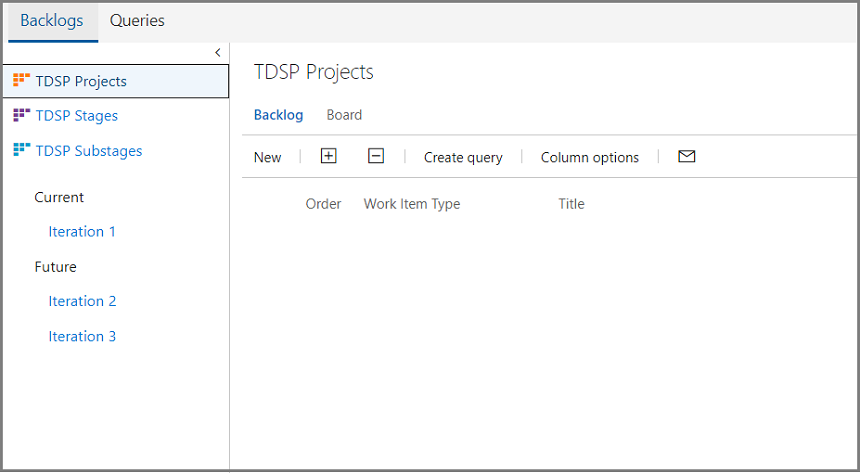 Backlogs Queries
TDSP Projects
TDSP Stages
TDSP Substages
Current
Iteration 1
Future
Iteration 2
Iteration 3
TDSP Projects
Backlog Board
New Create query Column options
Order Work Item Type Title